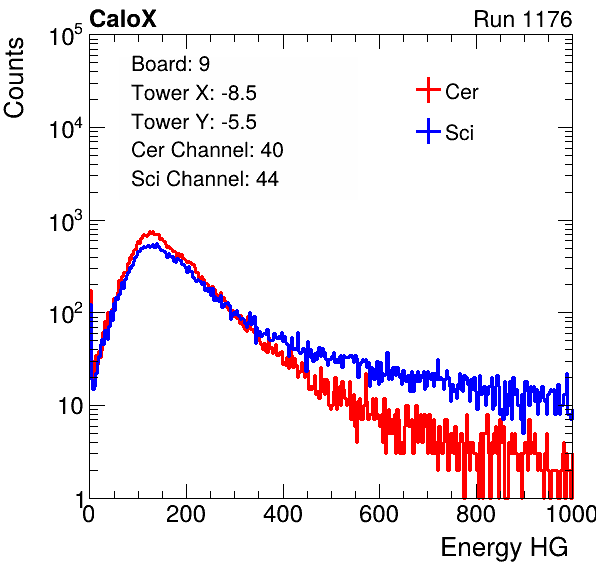 CaloX Run 1176
Counts
10^5
10^4
10^3
10^2
10
1
Board: 9
Tower X: -8.5
Tower Y: -5.5
Cer Channel: 40
Sci Channel: 44
Cer
Sci
0 200 400 600 800 1000
Energy HG